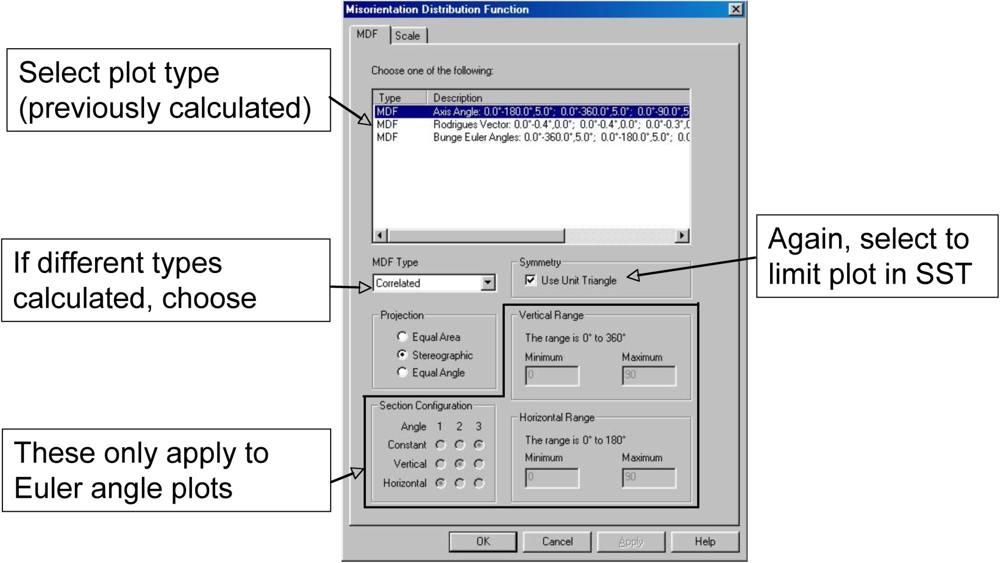 Misorientation Distribution Function
MDF
Scale
Choose one of the following:
Type Description
MDF Axis Angle: 0.0°-180.0°,5.0°; 0.0°-360.0°,5.0°; 0.0°-90.0°,5
MDF Rodrigues Vector: 0.0°-0.4°,0.0°; 0.0°-0.4°,0.0°; 0.0°-0.3°,0
MDF Bunge Euler Angles: 0.0°-360.0°,5.0°; 0.0°-180.0°,5.0°; 0.0
Select plot type
(previously calculated)
If different types
calculated, choose
MDF Type
Correlated
Symmetry
Use Unit Triangle
Again, select to
limit plot in SST
Projection
Equal Area
Stereographic
Equal Angle
Vertical Range
The range is 0° to 360°
Minimum Maximum
0 90
These only apply to
Euler angle plots
Section Configuration
Angle 1 2 3
Constant
Vertical
Horizontal
Horizontal Range
The range is 0° to 180°
Minimum Maximum
0 90
OK Cancel Apply Help